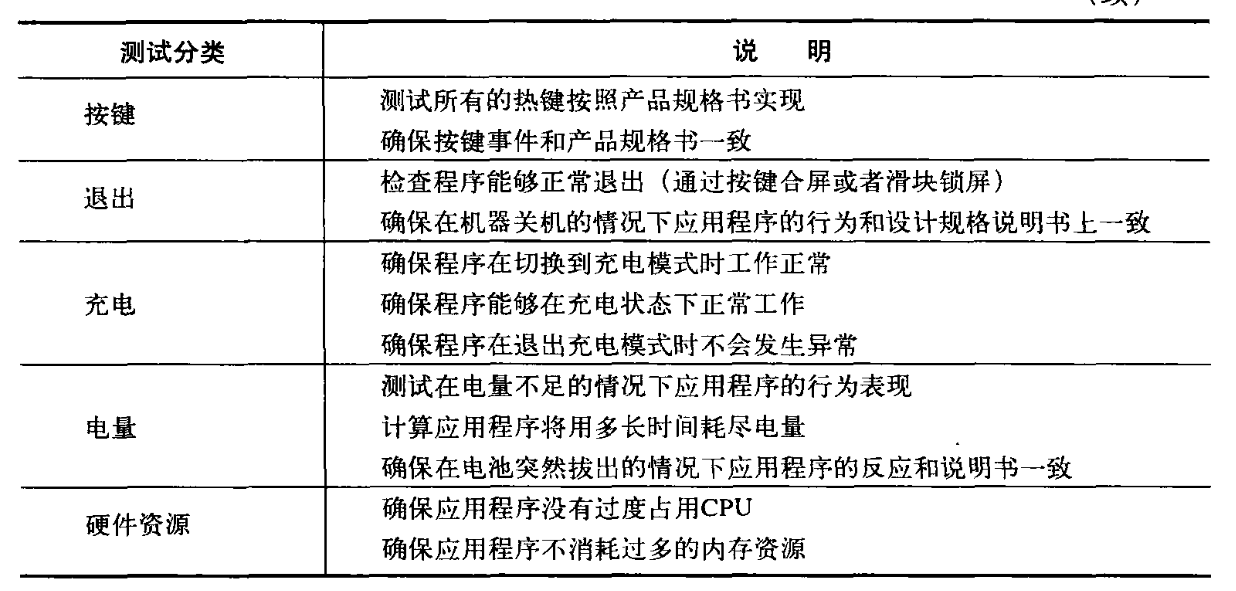 测试分类 说 明
按键
测试所有的热键按照产品规格书实现
确保按键事件和产品规格书一致
退出
检查程序能够正常退出（通过按键合屏或者滑块锁屏）
确保在机器关机的情况下应用程序的行为和设计规格说明书上一致
充电
确保程序在切换到充电模式时工作正常
确保程序能够在充电状态下正常工作
确保程序在退出充电模式时不会发生异常
电量
测试在电量不足的情况下应用程序的行为表现
计算应用程序将用多长时间耗尽电量
确保在电池突然拔出的情况下应用程序的反应和说明书一致
硬件资源
确保应用程序没有过度占用CPU
确保应用程序不消耗过多的内存资源